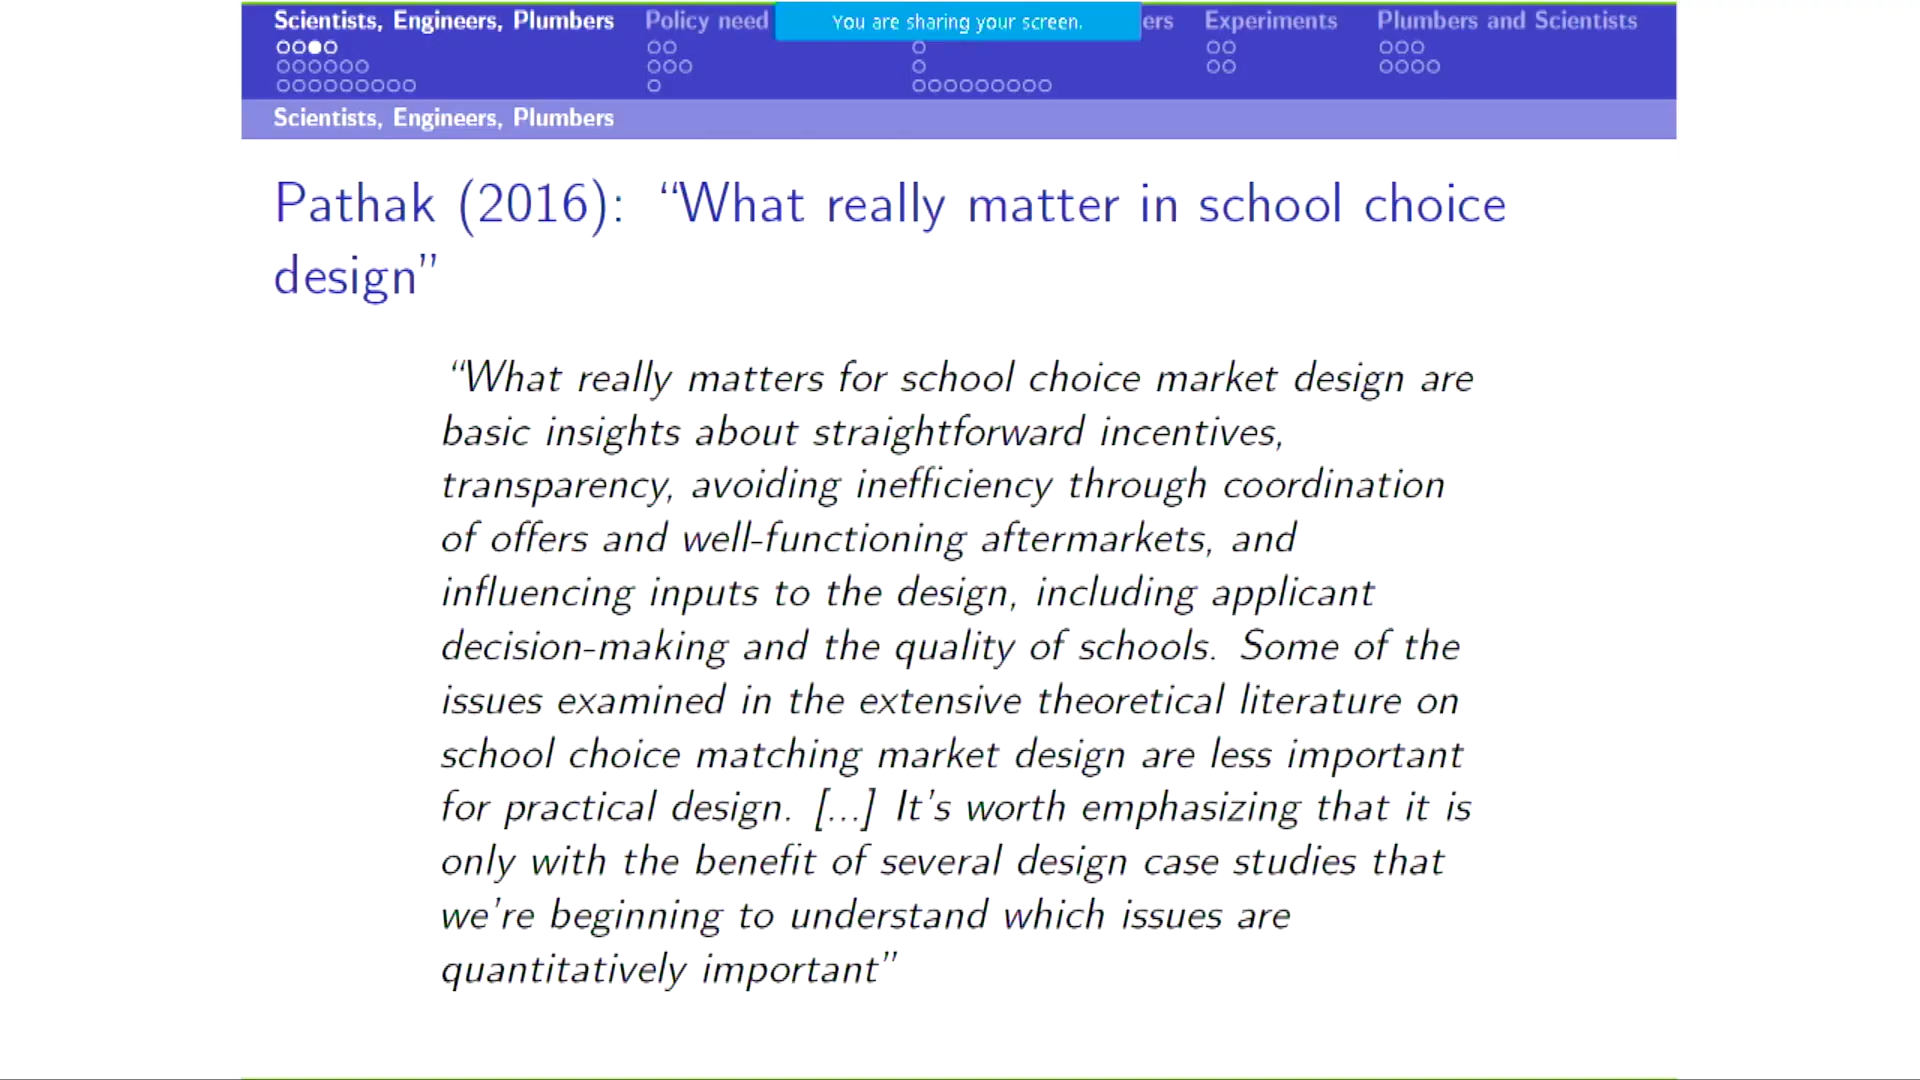 Scientists, Engineers, Plumbers Policy need You are sharing your screen. ers Experiments Plumbers and Scientists
Scientists, Engineers, Plumbers
Pathak (2016): “What really matter in school choice
design”
“What really matters for school choice market design are
basic insights about straightforward incentives,
transparency, avoiding inefficiency through coordination
of offers and well-functioning aftermarkets, and
influencing inputs to the design, including applicant
decision-making and the quality of schools. Some of the
issues examined in the extensive theoretical literature on
school choice matching market design are less important
for practical design. [...] It's worth emphasizing that it is
only with the benefit of several design case studies that
we're beginning to understand which issues are
quantitatively important”